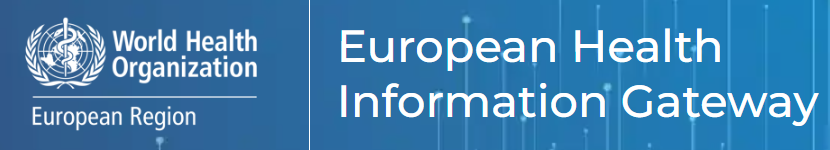 World Health
Organization
European Region
European Health
Information Gateway